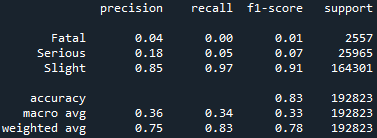 precision recall f1-score support
Fatal 0.04 0.00 0.01 2557
Serious 0.18 0.05 0.07 25965
Slight 0.85 0.97 0.91 164301
accuracy 0.83 192823
macro avg 0.36 0.34 0.33 192823
weighted avg 0.75 0.83 0.78 192823